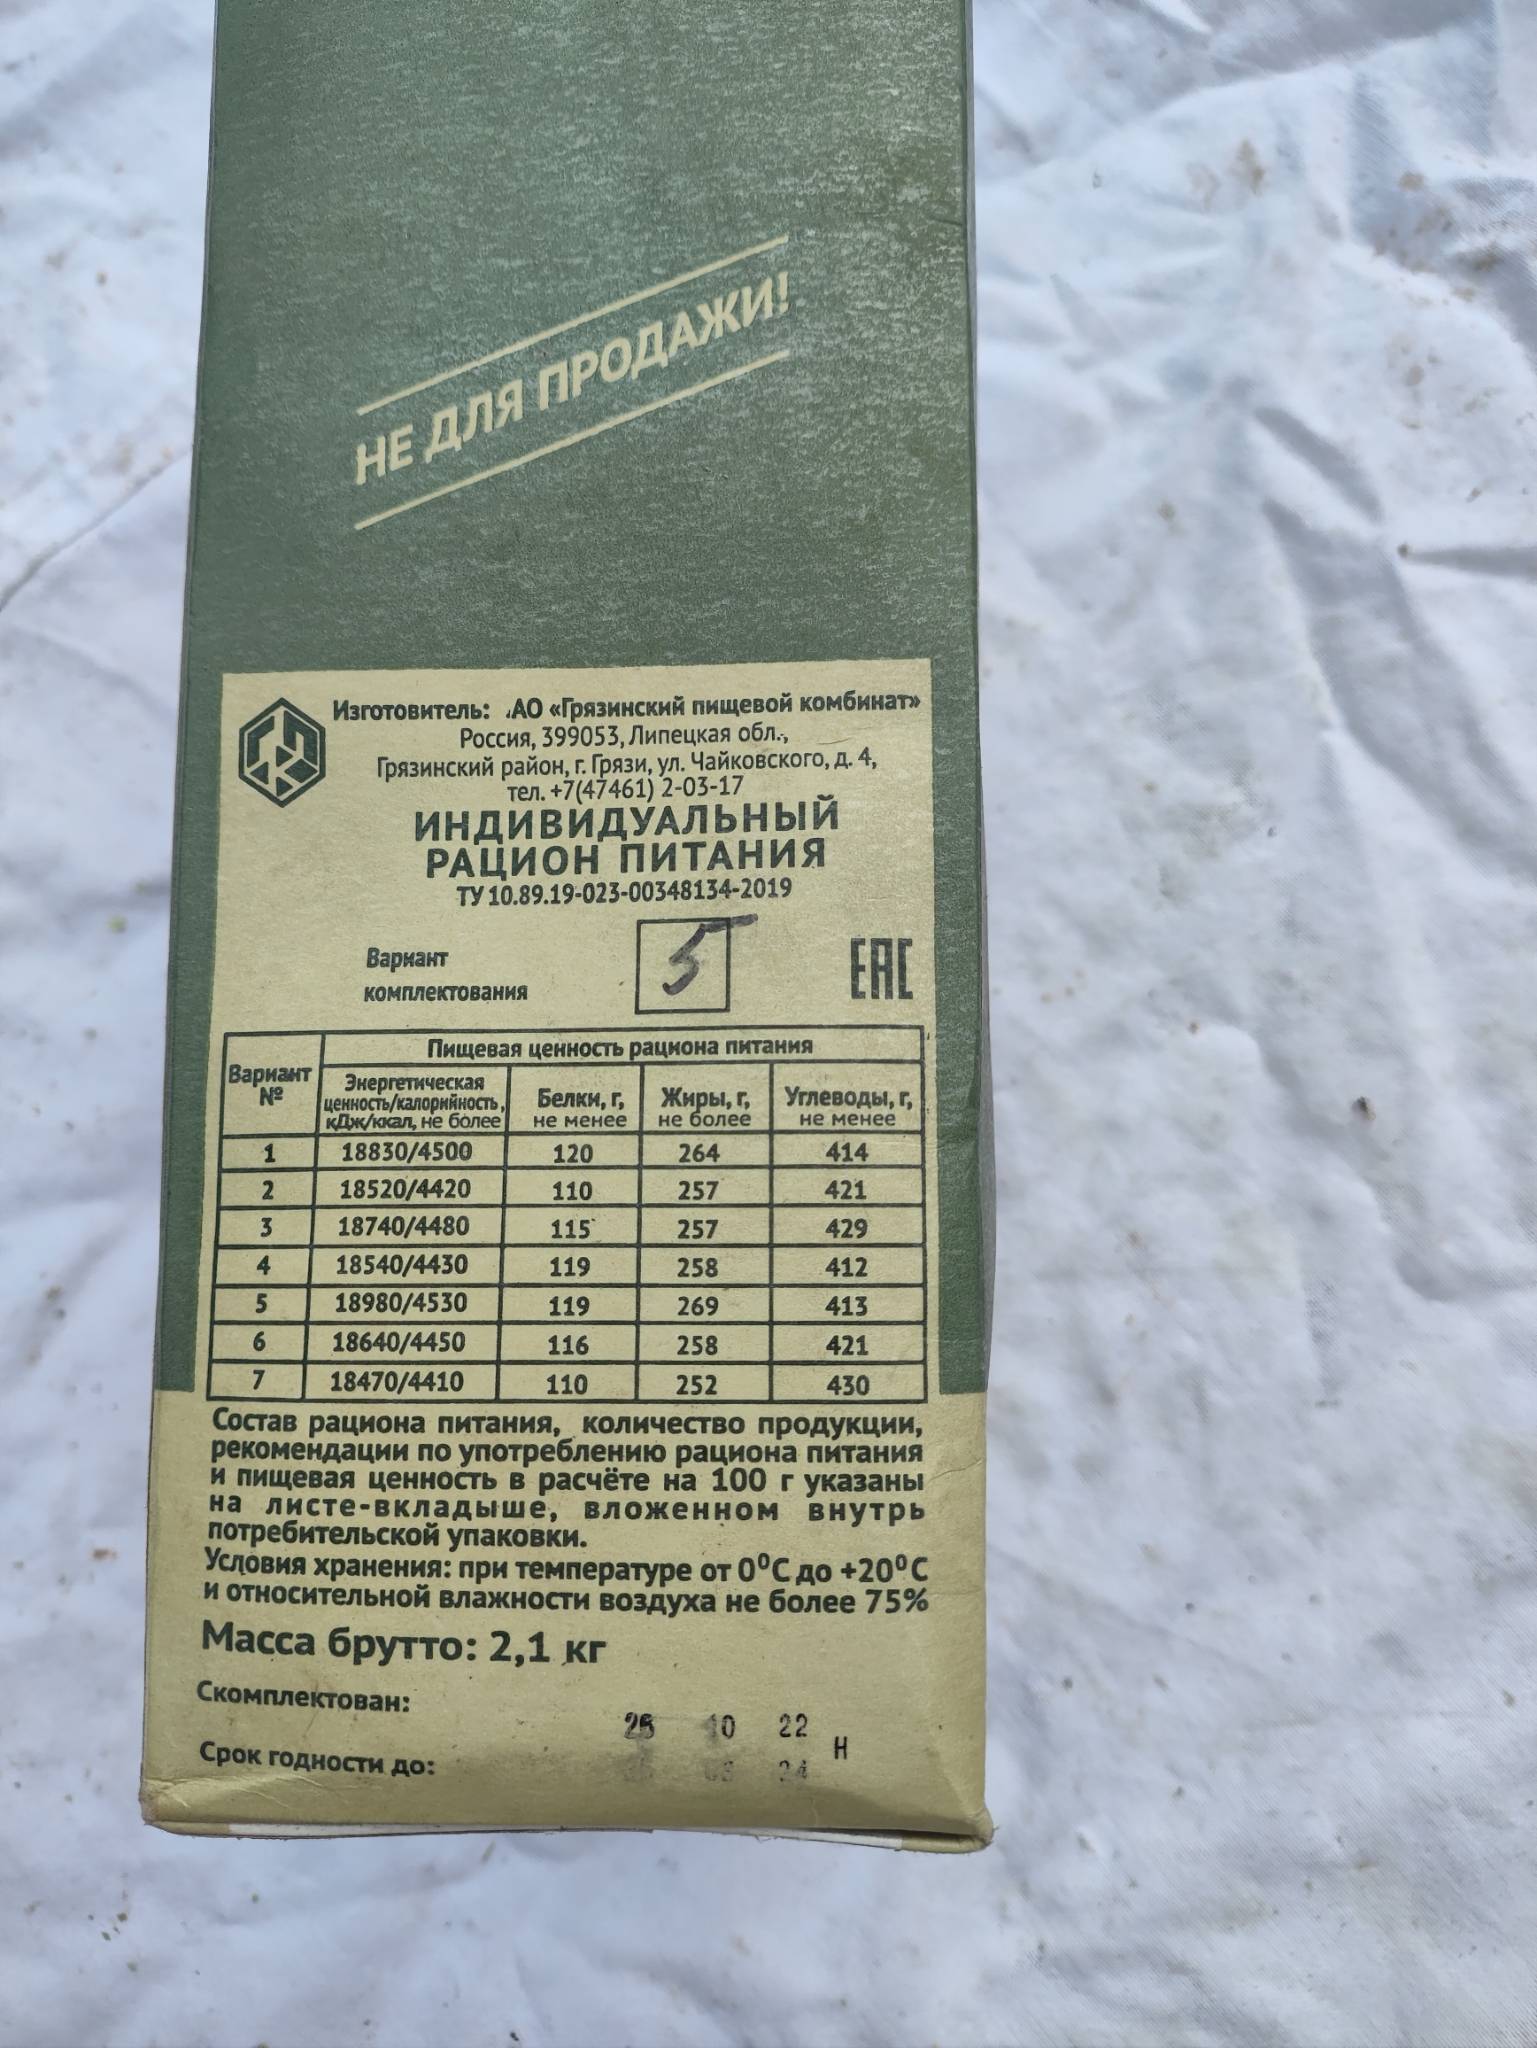 НЕ ДЛЯ ПРОДАЖИ!
Изготовитель: АО «Грязинский пищевой комбинат»
Россия, 399053, Липецкая обл.,
Грязинский район, г. Грязи, ул. Чайковского, д. 4,
тел. +7(47461) 2-03-17
ИНДИВИДУАЛЬНЫЙ
РАЦИОН ПИТАНИЯ
ТУ 10.89.19-023-00348134-2019
Вариант
комплектования
5
ЕАС
Вариант №
Пищевая ценность рациона питания
Энергетическая ценность/калорийность, кДж/ккал, не более
Белки, г, не менее
Жиры, г, не более
Углеводы, г, не менее
1 18830/4500 120 264 414
2 18520/4420 110 257 421
3 18740/4480 115 257 429
4 18540/4430 119 258 412
5 18980/4530 119 269 413
6 18640/4450 116 258 421
7 18470/4410 110 252 430
Состав рациона питания, количество продукции,
рекомендации по употреблению рациона питания
и пищевая ценность в расчёте на 100 г указаны
на листе-вкладыше, вложенном внутрь
потребительской упаковки.
Условия хранения: при температуре от 0°С до +20°С
и относительной влажности воздуха не более 75%
Масса брутто: 2,1 кг
Скомплектован:
10 22
Н
Срок годности до:
24